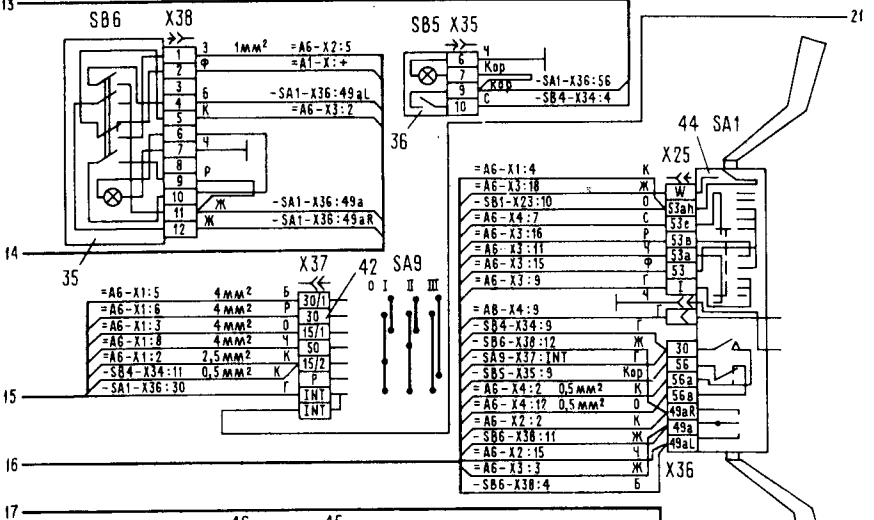 13
21
SB6 X38
1 З 1мм² =A6-X2:5
2 Ф =A1-X:+
3
4 Б -SA1-X36:49aL
5 К =A6-X3:2
6
7 Ч
8
9 Р
10
11 Ж -SA1-X36:49a
12 Ж -SA1-X36:49aR
35
14
SB5 X35
6 Ч
7 Кор
9 Кор -SA1-X36:56
10 С -SB4-X34:4
36
X37 42 SA9
0 I II III
=A6-X1:5 4мм² Б 30/1
=A6-X1:6 4мм² Р 30
=A6-X1:3 4мм² О 15/1
=A6-X1:8 4мм² Ч 50
=A6-X1:2 2,5мм² К 15/2
-SB4-X34:11 0,5мм² К P
-SA1-X36:30 Г INT
INT
15
44 SA1
X25
=A6-X1:4 К W
=A6-X3:18 Ж 53ah
-SB1-X23:10 О 53e
=A6-X4:7 С 53в
=A6-X3:16 Р 53a
=A6-X3:11 Ч 53
=A6-X3:15 Ф I
=A6-X3:9 Г
Ч
=A8-X4:9 Г
-SB4-X34:9 Г
-SB6-X38:12 Ж 30
-SA9-X37:INT Г 56
-SB5-X35:9 Кор 56a
=A6-X4:2 0,5мм² К 56в
=A6-X4:12 0,5мм² О 49aR
=A6-X2:2 К 49a
-SB6-X38:11 Ж 49aL
=A6-X2:15 Ч
=A6-X3:3 Ж
-SB6-X38:4 Б
X36
16
17